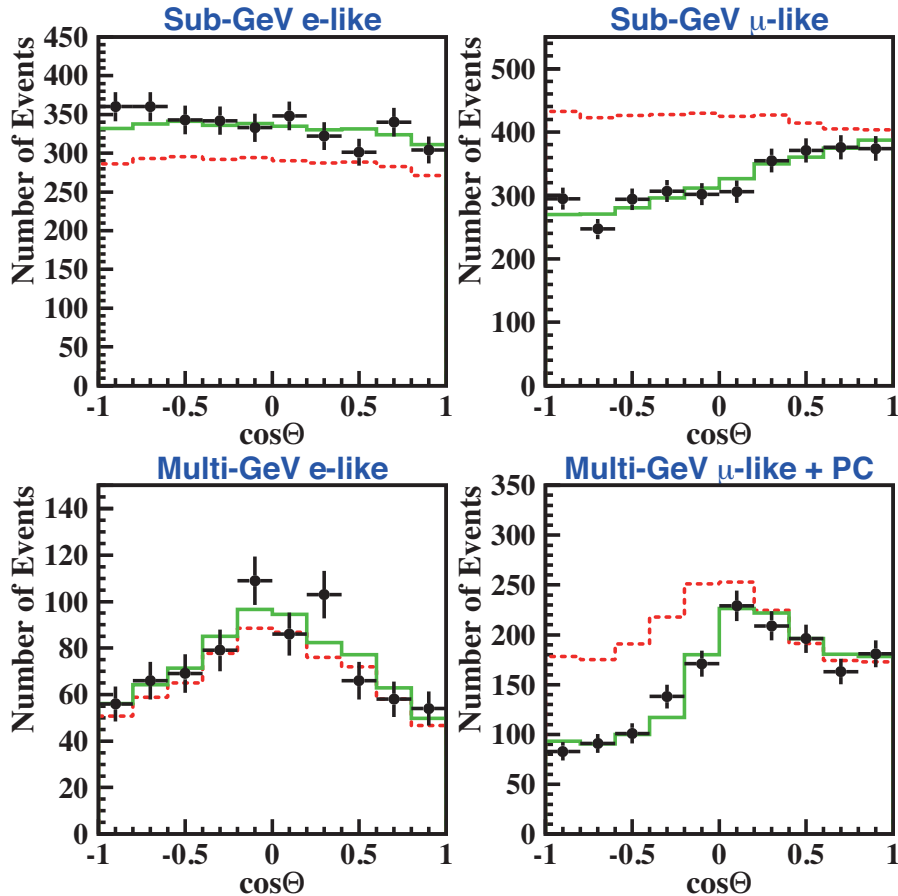 Sub-GeV e-like
Number of Events
450
400
350
300
250
200
150
100
50
0
-1 -0.5 0 0.5 1
cosΘ
Sub-GeV μ-like
Number of Events
500
400
300
200
100
0
-1 -0.5 0 0.5 1
cosΘ
Multi-GeV e-like
Number of Events
140
120
100
80
60
40
20
0
-1 -0.5 0 0.5 1
cosΘ
Multi-GeV μ-like + PC
Number of Events
350
300
250
200
150
100
50
0
-1 -0.5 0 0.5 1
cosΘ